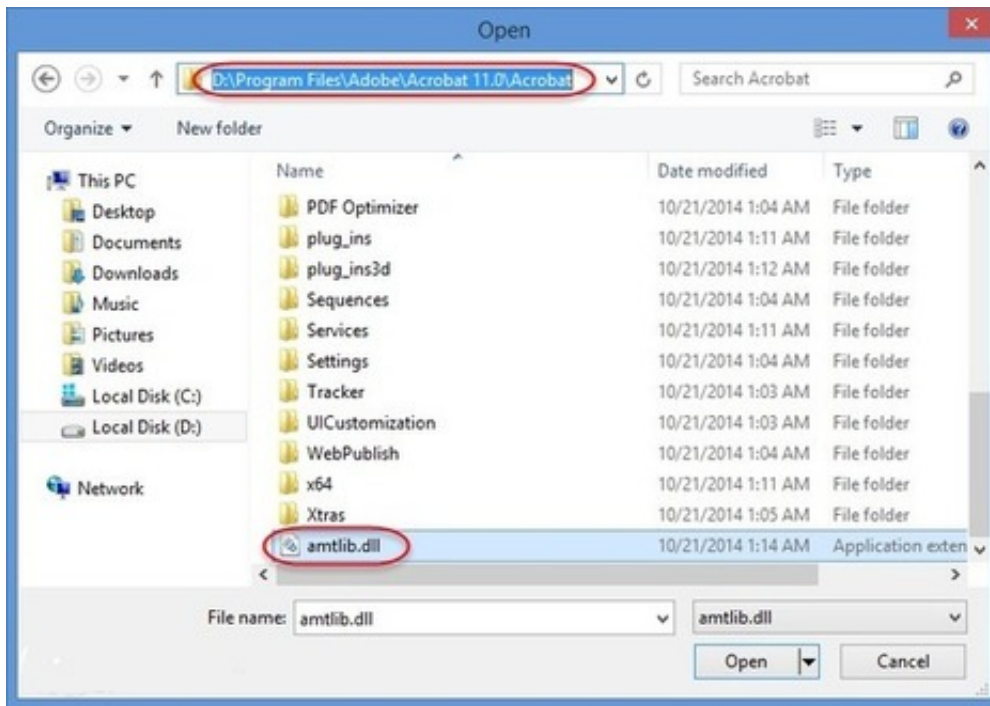 Open
D:\Program Files\Adobe\Acrobat 11.0\Acrobat
Search Acrobat
Organize
New folder
Name Date modified Type
This PC
Desktop
Documents
Downloads
Music
Pictures
Videos
Local Disk (C:)
Local Disk (D:)
Network
PDF Optimizer 10/21/2014 1:04 AM File folder
plug_ins 10/21/2014 1:11 AM File folder
plug_ins3d 10/21/2014 1:12 AM File folder
Sequences 10/21/2014 1:04 AM File folder
Services 10/21/2014 1:11 AM File folder
Settings 10/21/2014 1:04 AM File folder
Tracker 10/21/2014 1:03 AM File folder
UICustomization 10/21/2014 1:03 AM File folder
WebPublish 10/21/2014 1:04 AM File folder
x64 10/21/2014 1:11 AM File folder
Xtras 10/21/2014 1:05 AM File folder
amtlib.dll 10/21/2014 1:14 AM Application exten
File name: amtlib.dll amtlib.dll
Open Cancel